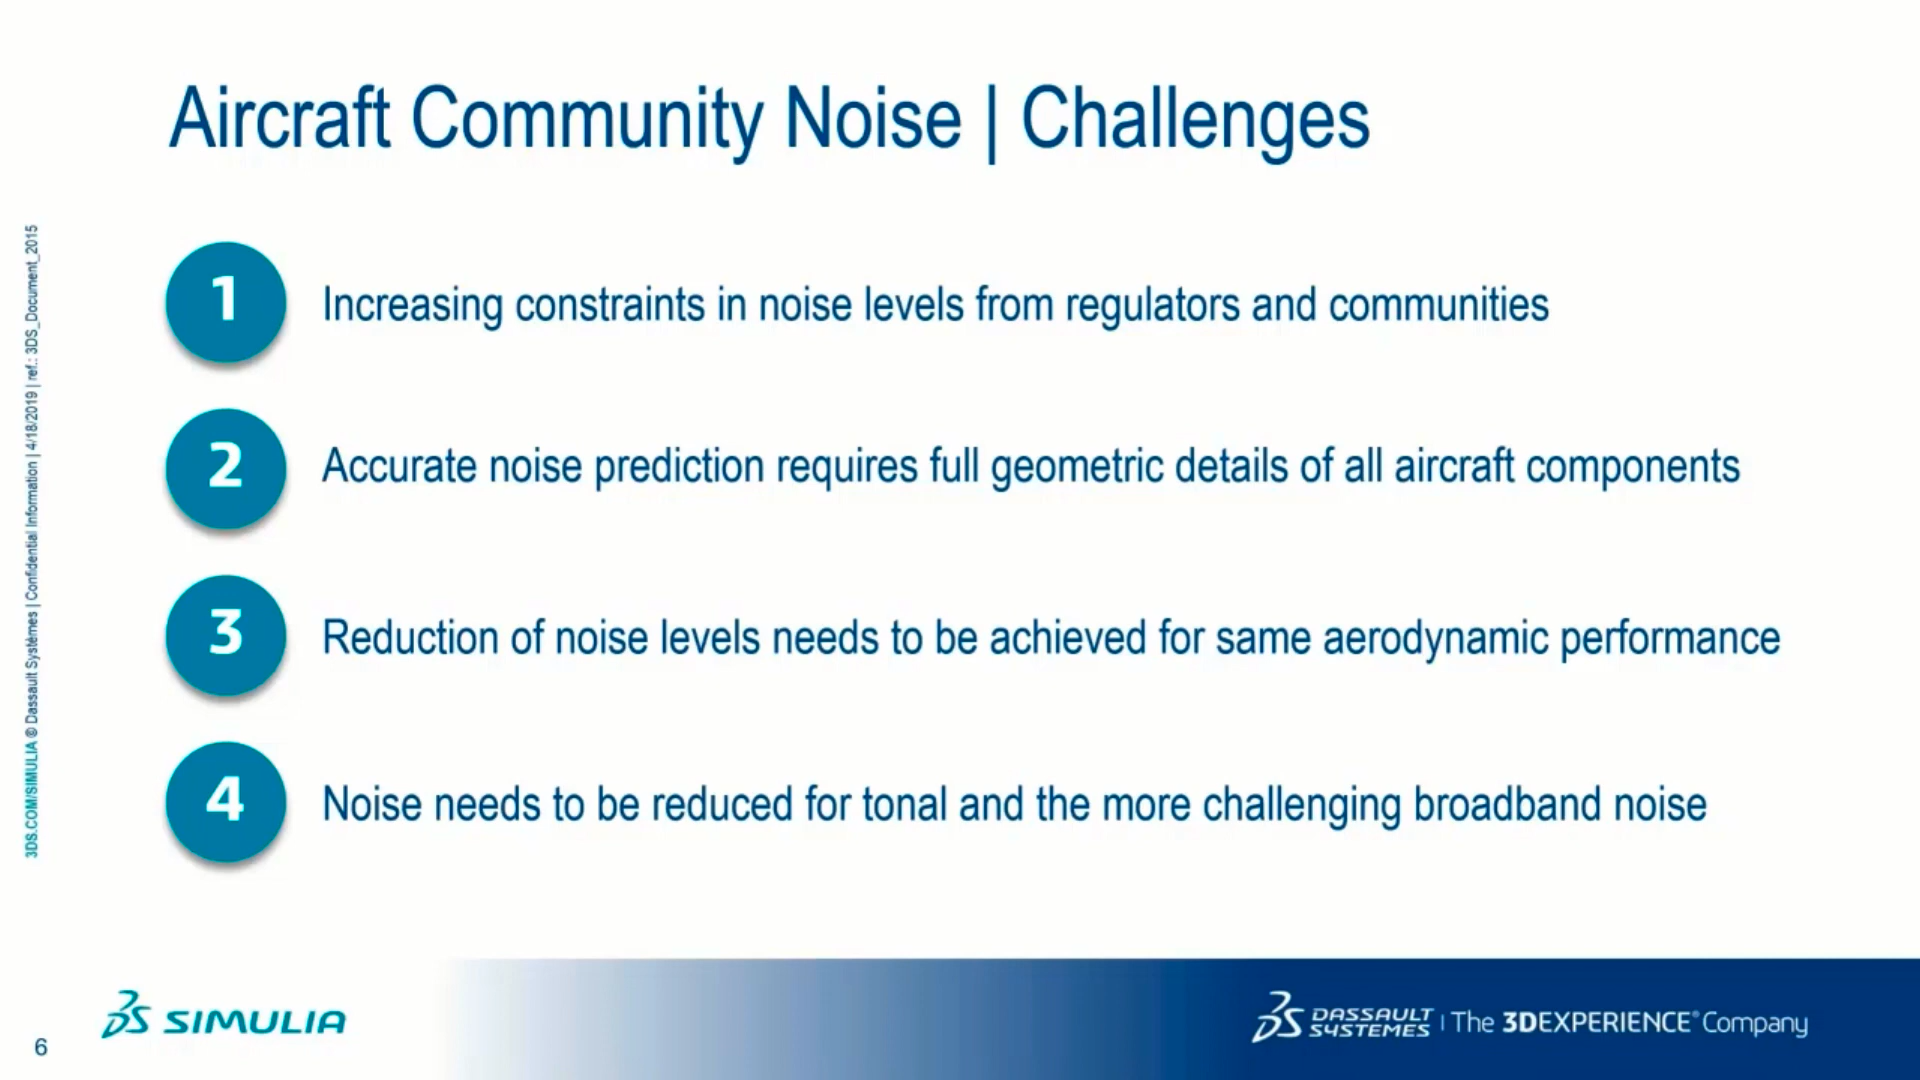 Aircraft Community Noise | Challenges
1 Increasing constraints in noise levels from regulators and communities
2 Accurate noise prediction requires full geometric details of all aircraft components
3 Reduction of noise levels needs to be achieved for same aerodynamic performance
4 Noise needs to be reduced for tonal and the more challenging broadband noise
3DS.COM/SIMULIA © Dassault Systèmes | Confidential Information | 4/18/2019 | ref.: 3DS_Document_2015
6
3DS SIMULIA
3DS DASSAULT SYSTEMES | The 3DEXPERIENCE® Company